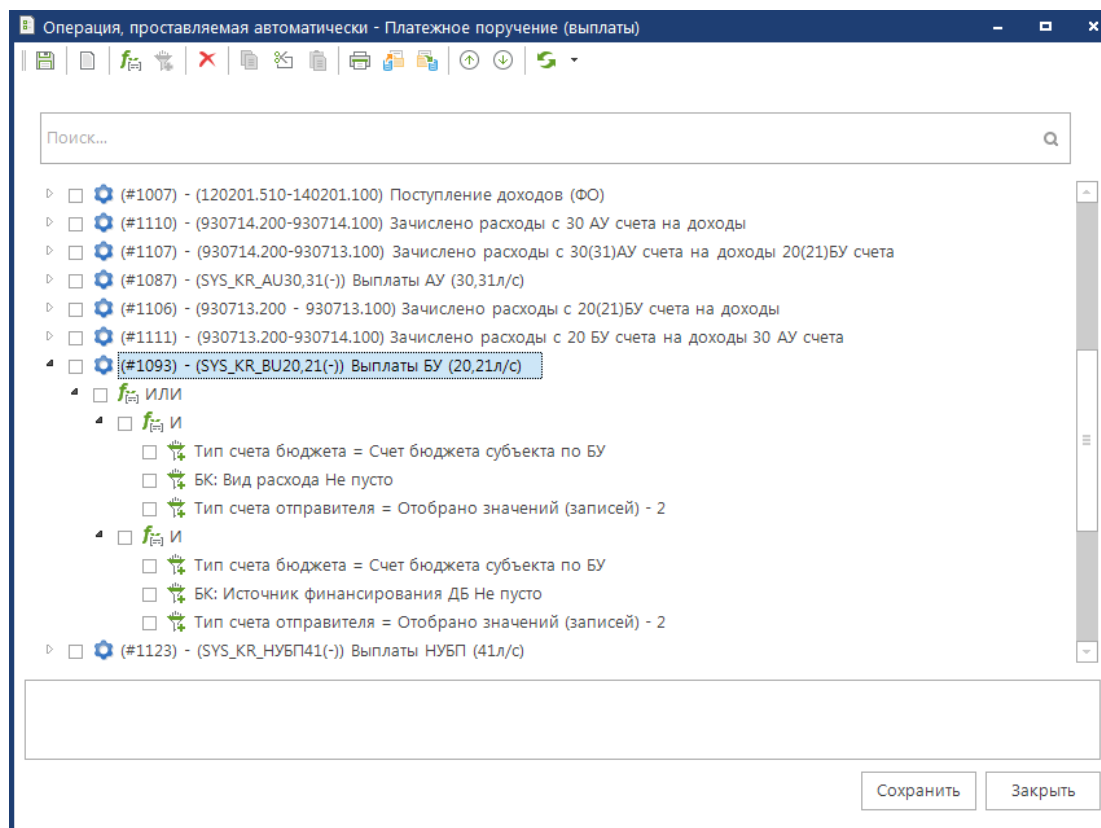 Операция, проставляемая автоматически - Платежное поручение (выплаты)
Поиск...
(#1007) - (120201.510-140201.100) Поступление доходов (ФО)
(#1110) - (930714.200-930714.100) Зачислено расходы с 30 АУ счета на доходы
(#1107) - (930714.200-930713.100) Зачислено расходы с 30(31)АУ счета на доходы 20(21)БУ счета
(#1087) - (SYS_KR_AU30,31(-)) Выплаты АУ (30,31л/с)
(#1106) - (930713.200 - 930713.100) Зачислено расходы с 20(21)БУ счета на доходы
(#1111) - (930713.200-930714.100) Зачислено расходы с 20 БУ счета на доходы 30 АУ счета
(#1093) - (SYS_KR_BU20,21(-)) Выплаты БУ (20,21л/с)
ИЛИ
И
Тип счета бюджета = Счет бюджета субъекта по БУ
БК: Вид расхода Не пусто
Тип счета отправителя = Отобрано значений (записей) - 2
И
Тип счета бюджета = Счет бюджета субъекта по БУ
БК: Источник финансирования ДБ Не пусто
Тип счета отправителя = Отобрано значений (записей) - 2
(#1123) - (SYS_KR_НУБП41(-)) Выплаты НУБП (41л/с)
Сохранить
Закрыть